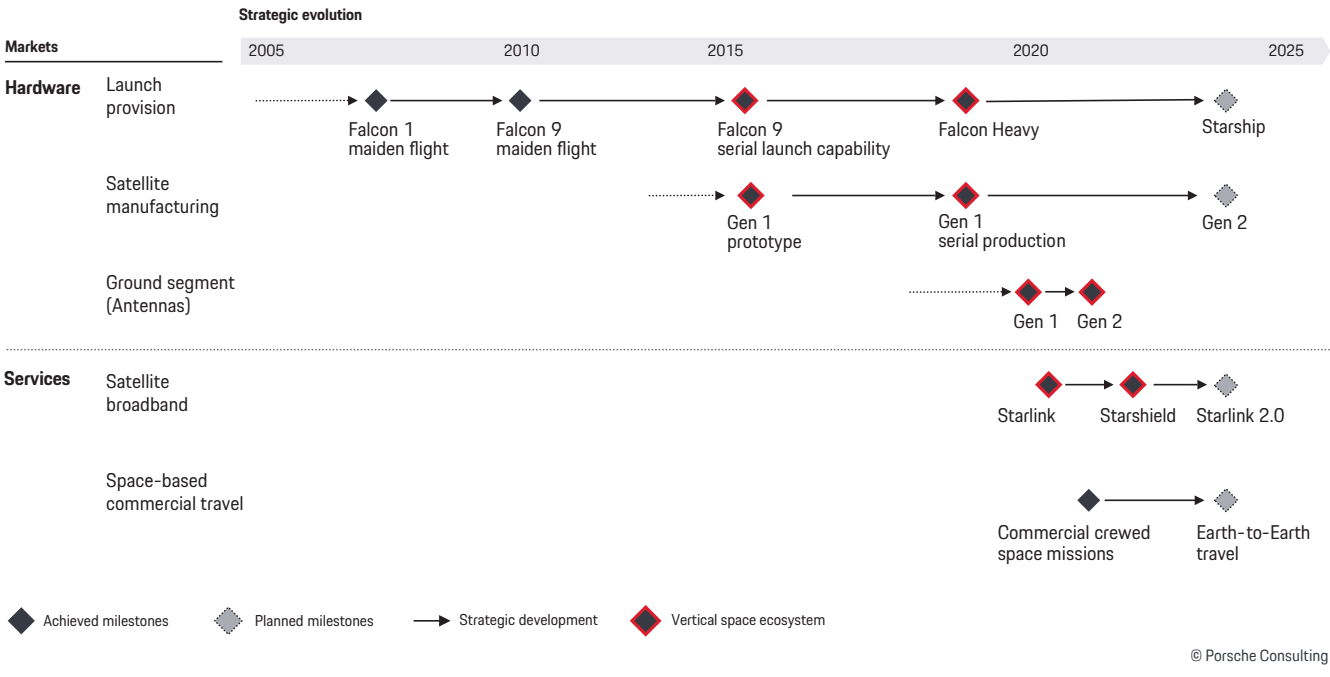 Strategic evolution
Markets
2005 2010 2015 2020 2025
Hardware
Launch
provision
Falcon 1
maiden flight
Falcon 9
maiden flight
Falcon 9
serial launch capability
Falcon Heavy
Starship
Satellite
manufacturing
Gen 1
prototype
Gen 1
serial production
Gen 2
Ground segment
(Antennas)
Gen 1
Gen 2
Services
Satellite
broadband
Starlink
Starshield
Starlink 2.0
Space-based
commercial travel
Commercial crewed
space missions
Earth-to-Earth
travel
Achieved milestones
Planned milestones
Strategic development
Vertical space ecosystem
© Porsche Consulting